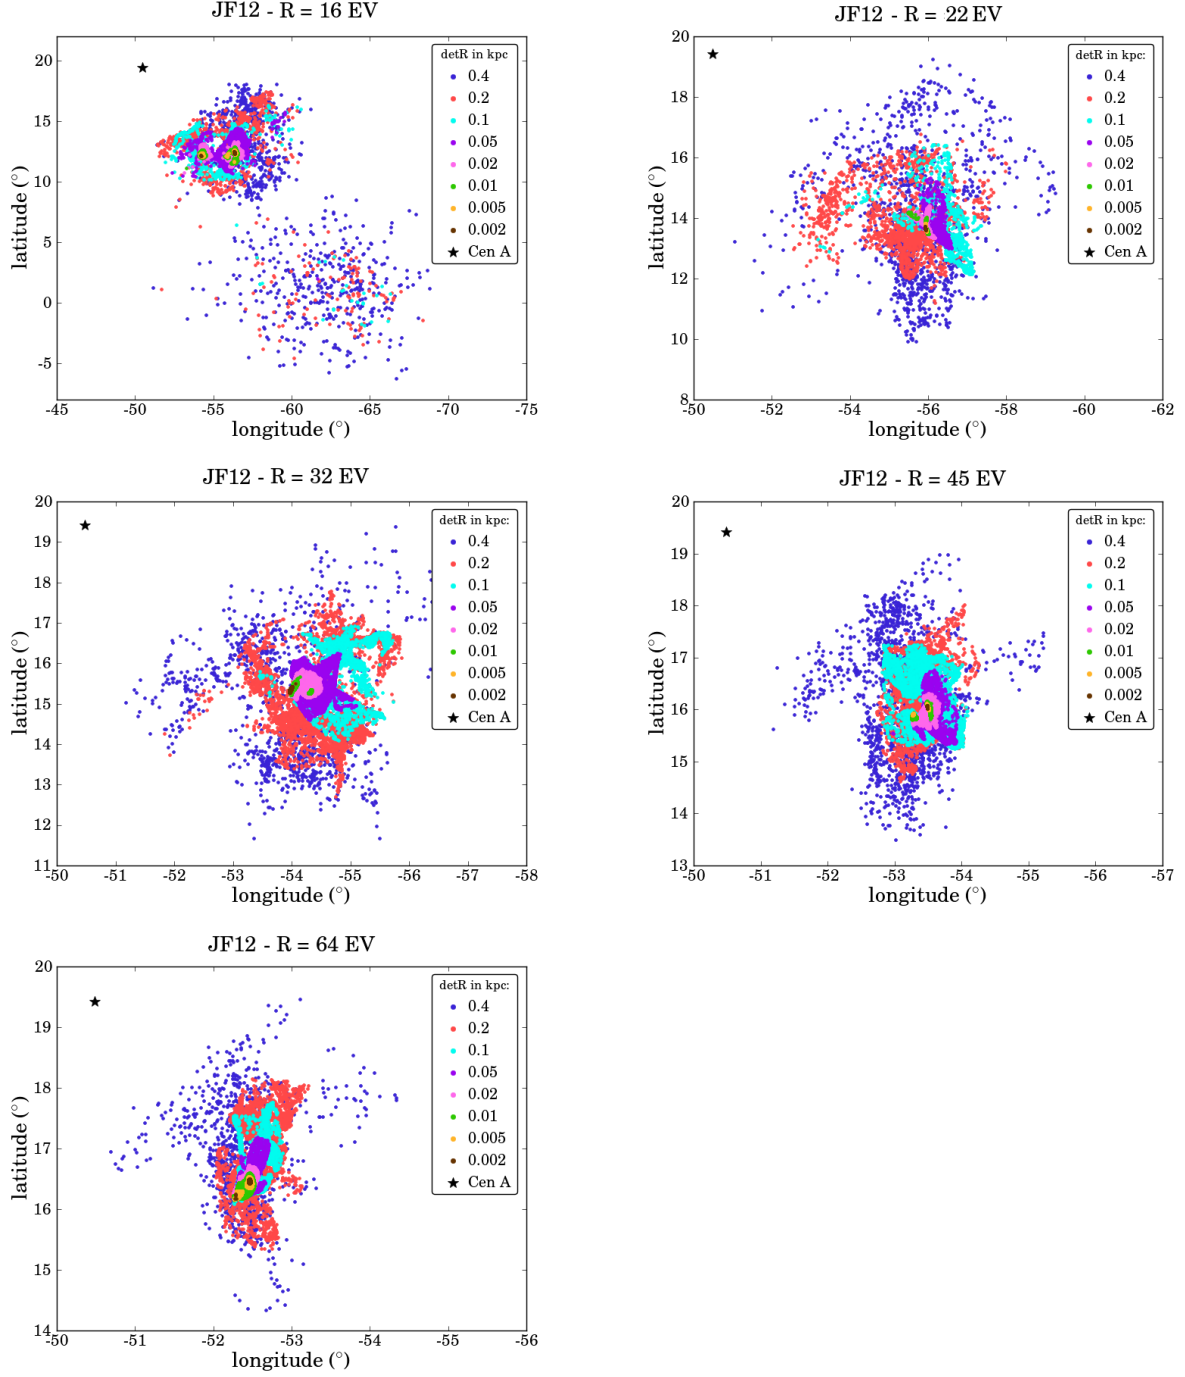 JF12 - R = 16 EV
latitude (°)
20
15
10
5
0
-5
-45 -50 -55 -60 -65 -70 -75
longitude (°)
detR in kpc
0.4
0.2
0.1
0.05
0.02
0.01
0.005
0.002
Cen A
JF12 - R = 22 EV
latitude (°)
20
18
16
14
12
10
8
-50 -52 -54 -56 -58 -60 -62
longitude (°)
detR in kpc:
0.4
0.2
0.1
0.05
0.02
0.01
0.005
0.002
Cen A
JF12 - R = 32 EV
latitude (°)
20
19
18
17
16
15
14
13
12
11
-50 -51 -52 -53 -54 -55 -56 -57 -58
longitude (°)
detR in kpc:
0.4
0.2
0.1
0.05
0.02
0.01
0.005
0.002
Cen A
JF12 - R = 45 EV
latitude (°)
20
19
18
17
16
15
14
13
-50 -51 -52 -53 -54 -55 -56 -57
longitude (°)
detR in kpc:
0.4
0.2
0.1
0.05
0.02
0.01
0.005
0.002
Cen A
JF12 - R = 64 EV
latitude (°)
20
19
18
17
16
15
14
-50 -51 -52 -53 -54 -55 -56
longitude (°)
detR in kpc:
0.4
0.2
0.1
0.05
0.02
0.01
0.005
0.002
Cen A